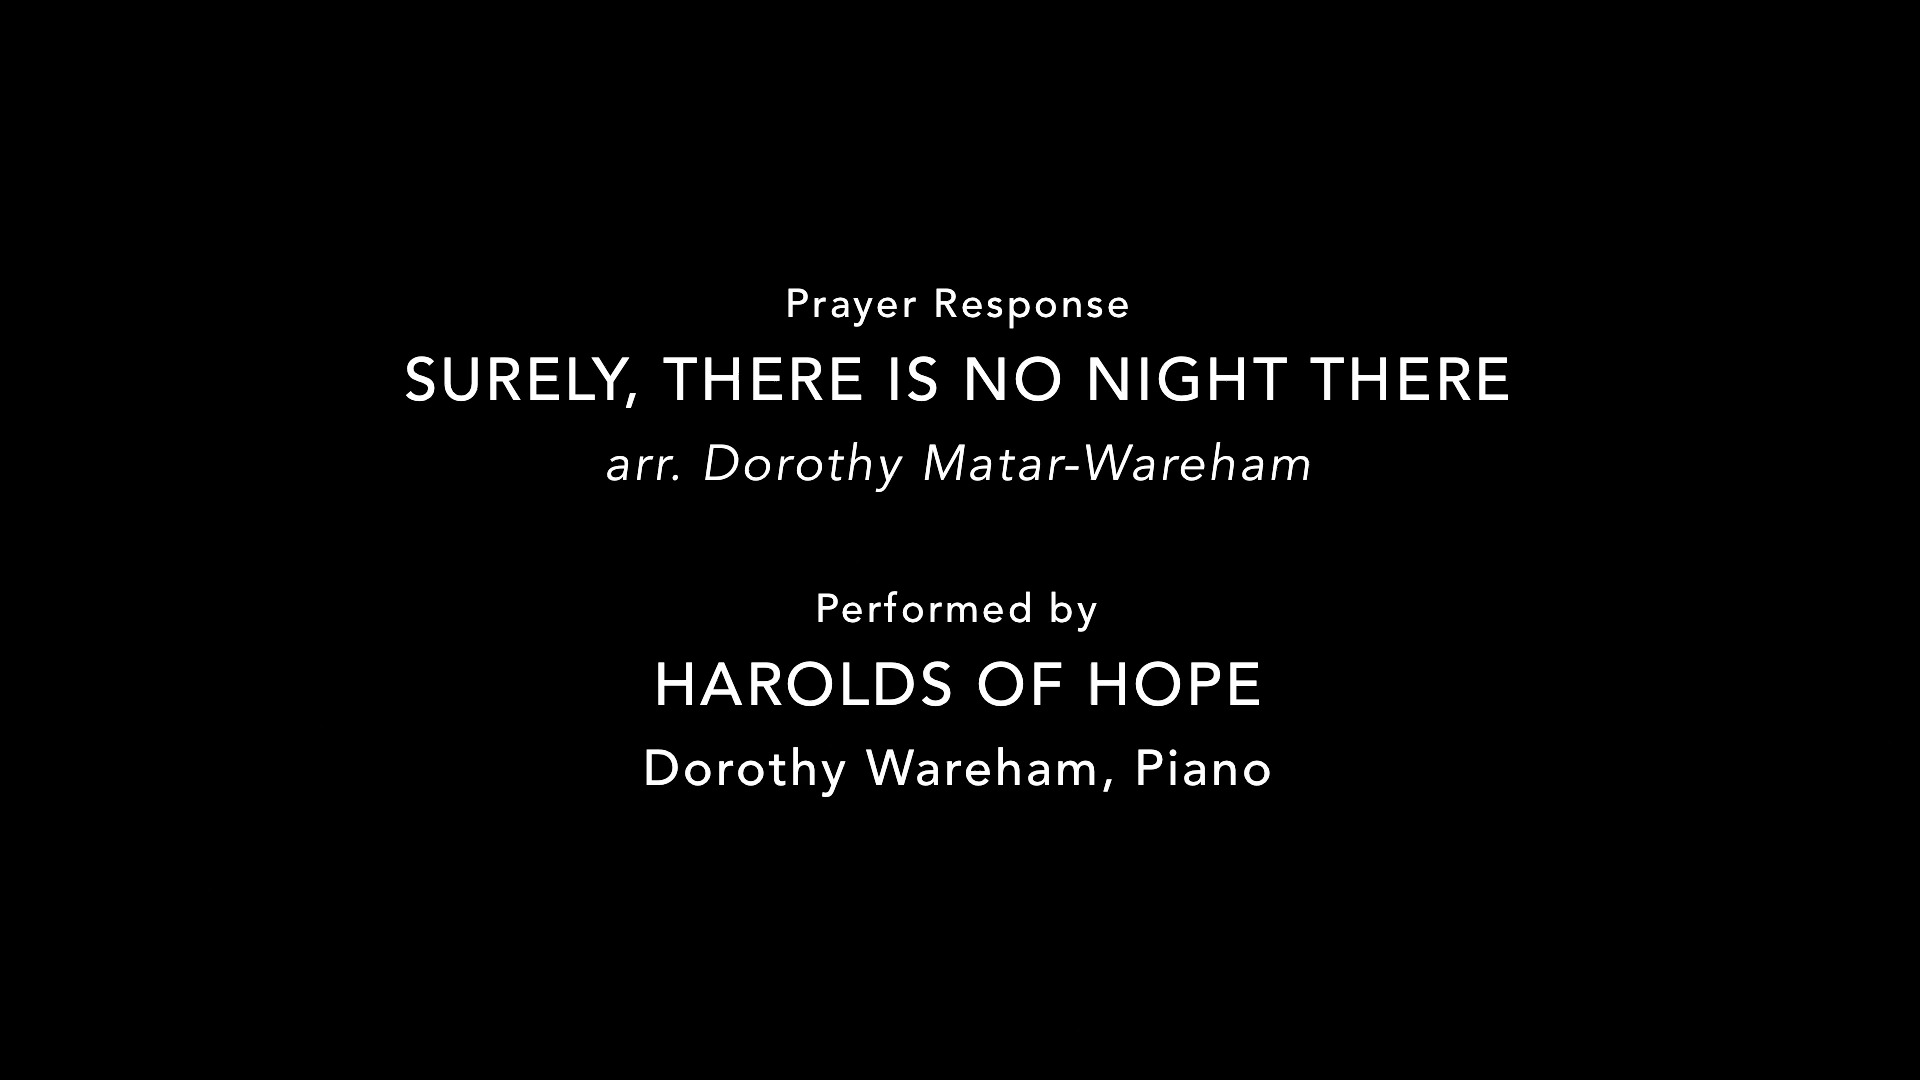 Prayer Response
SURELY, THERE IS NO NIGHT THERE
arr. Dorothy Matar-Wareham
Performed by
HAROLDS OF HOPE
Dorothy Wareham, Piano